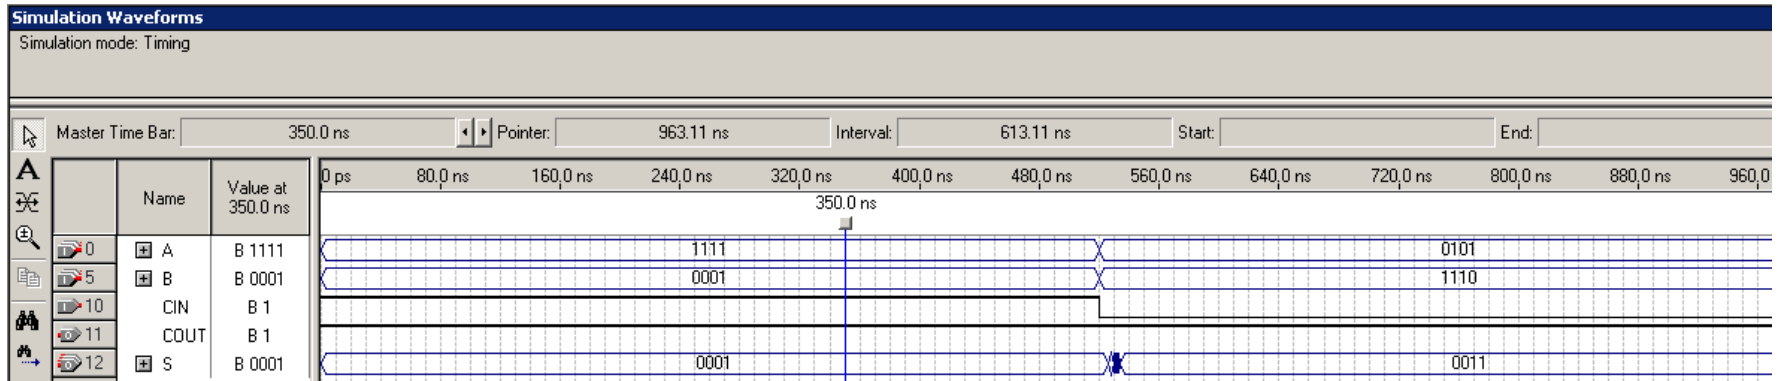 Simulation Waveforms
Simulation mode: Timing
Master Time Bar: 350.0 ns Pointer: 963.11 ns Interval: 613.11 ns Start: End:
A
Name Value at 350.0 ns 0 ps 80.0 ns 160.0 ns 240.0 ns 320.0 ns 400.0 ns 480.0 ns 560.0 ns 640.0 ns 720.0 ns 800.0 ns 880.0 ns 960.0
350.0 ns
0 A B 1111 1111 0101
5 B B 0001 0001 1110
10 CIN B 1
11 COUT B 1
12 S B 0001 0001 0011